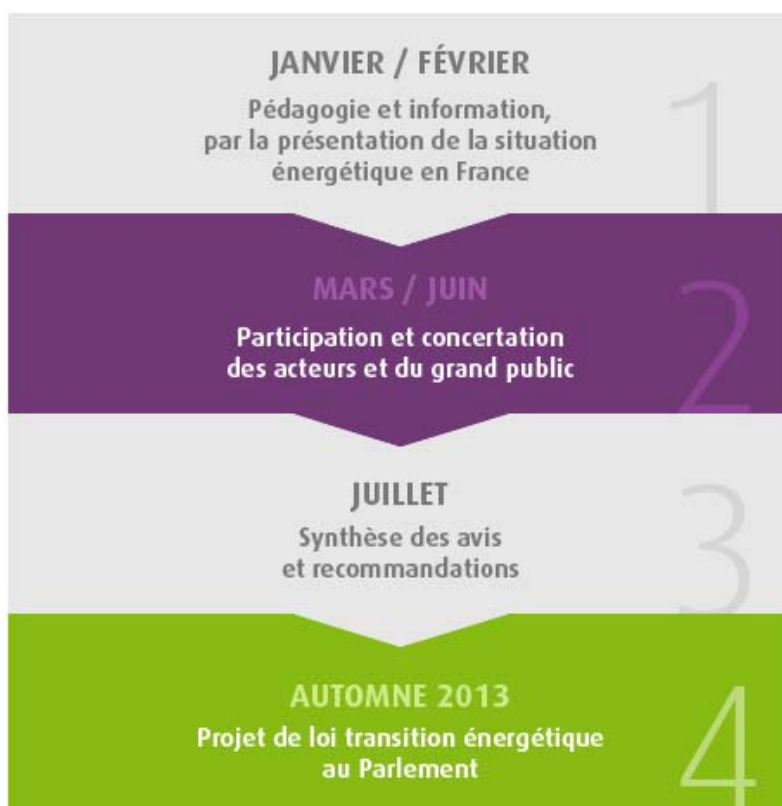 JANVIER / FÉVRIER
Pédagogie et information,
par la présentation de la situation
énergétique en France
1
MARS / JUIN
Participation et concertation
des acteurs et du grand public
2
JUILLET
Synthèse des avis
et recommandations
3
AUTOMNE 2013
Projet de loi transition énergétique
au Parlement
4